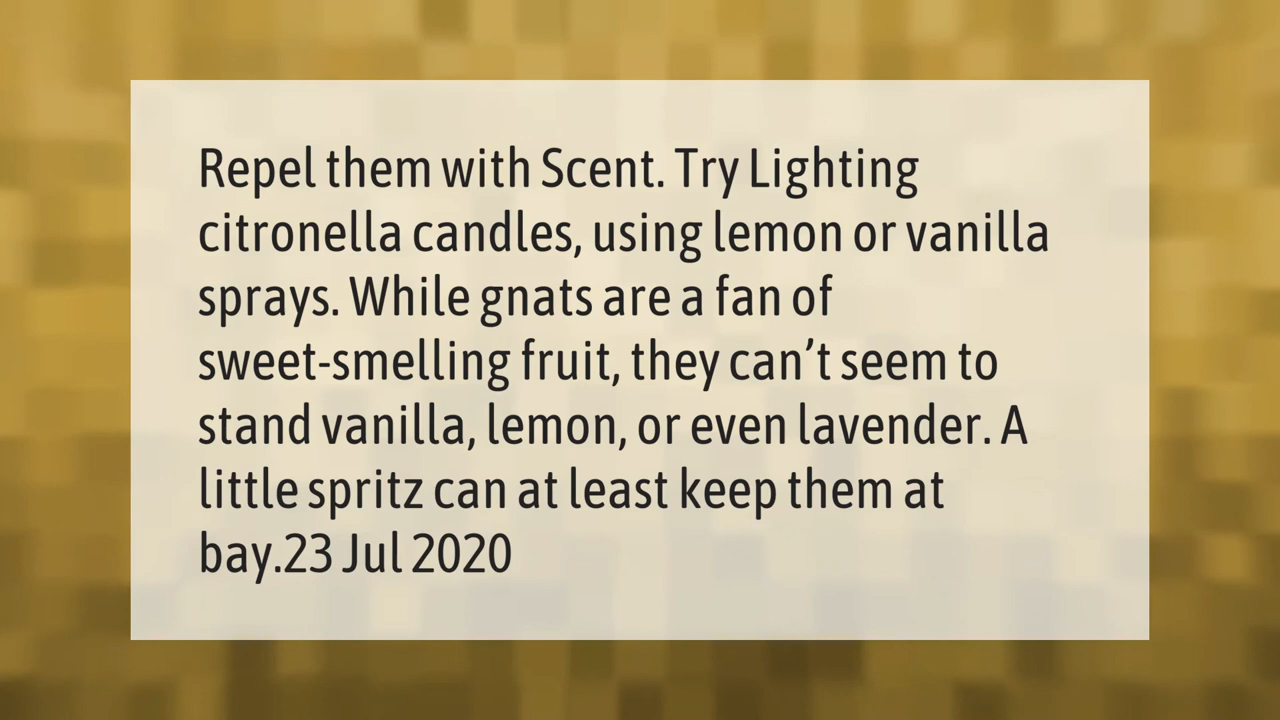 Repel them with Scent. Try Lighting
citronella candles, using lemon or vanilla
sprays. While gnats are a fan of
sweet-smelling fruit, they can’t seem to
stand vanilla, lemon, or even lavender. A
little spritz can at least keep them at
bay.23 Jul 2020